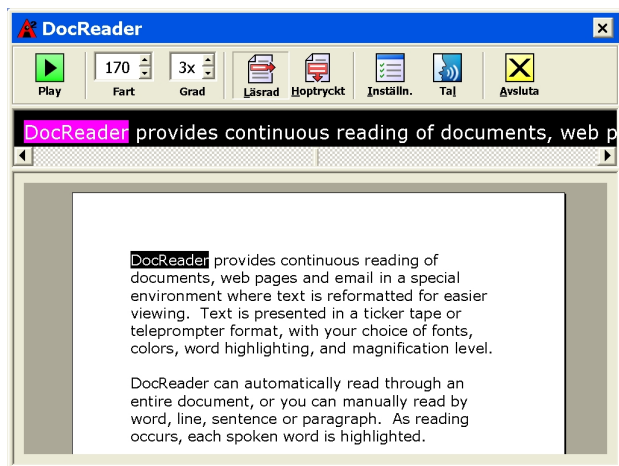 DocReader
170
3x
Play
Fart
Grad
Läsrad
Hoptryckt
Inställn.
Tal
Avsluta
DocReader provides continuous reading of documents, web p
DocReader provides continuous reading of
documents, web pages and email in a special
environment where text is reformatted for easier
viewing.  Text is presented in a ticker tape or
teleprompter format, with your choice of fonts,
colors, word highlighting, and magnification level.
DocReader can automatically read through an
entire document, or you can manually read by
word, line, sentence or paragraph.  As reading
occurs, each spoken word is highlighted.